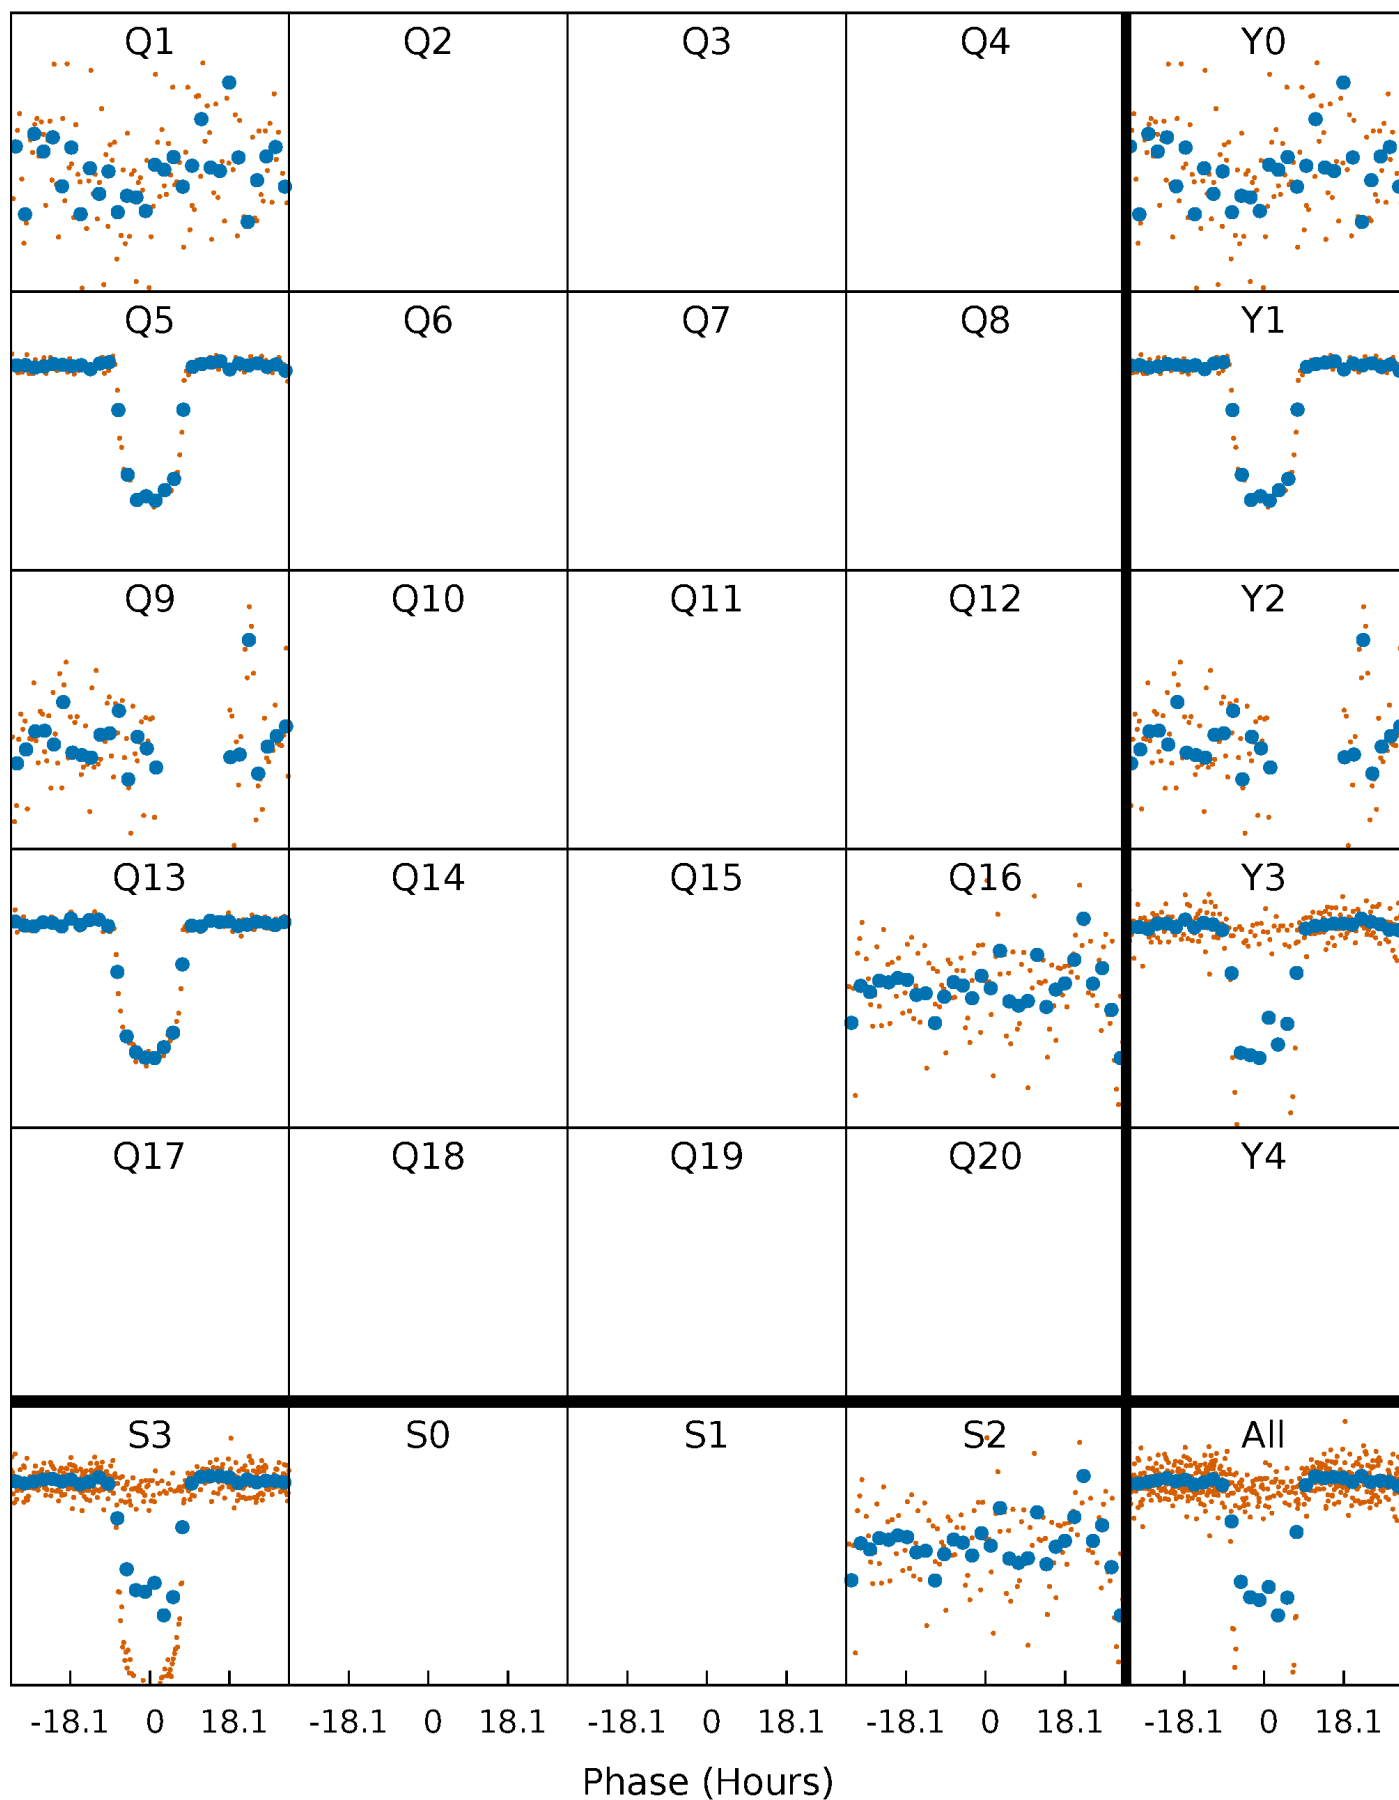 Q1 Q2 Q3 Q4 Y0
Q5 Q6 Q7 Q8 Y1
Q9 Q10 Q11 Q12 Y2
Q13 Q14 Q15 Q16 Y3
Q17 Q18 Q19 Q20 Y4
S3 S0 S1 S2 All
-18.1 0 18.1 -18.1 0 18.1 -18.1 0 18.1 -18.1 0 18.1 -18.1 0 18.1
Phase (Hours)